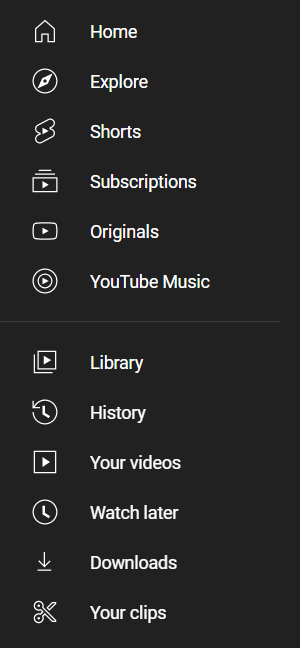 Home
Explore
Shorts
Subscriptions
Originals
YouTube Music
Library
History
Your videos
Watch later
Downloads
Your clips